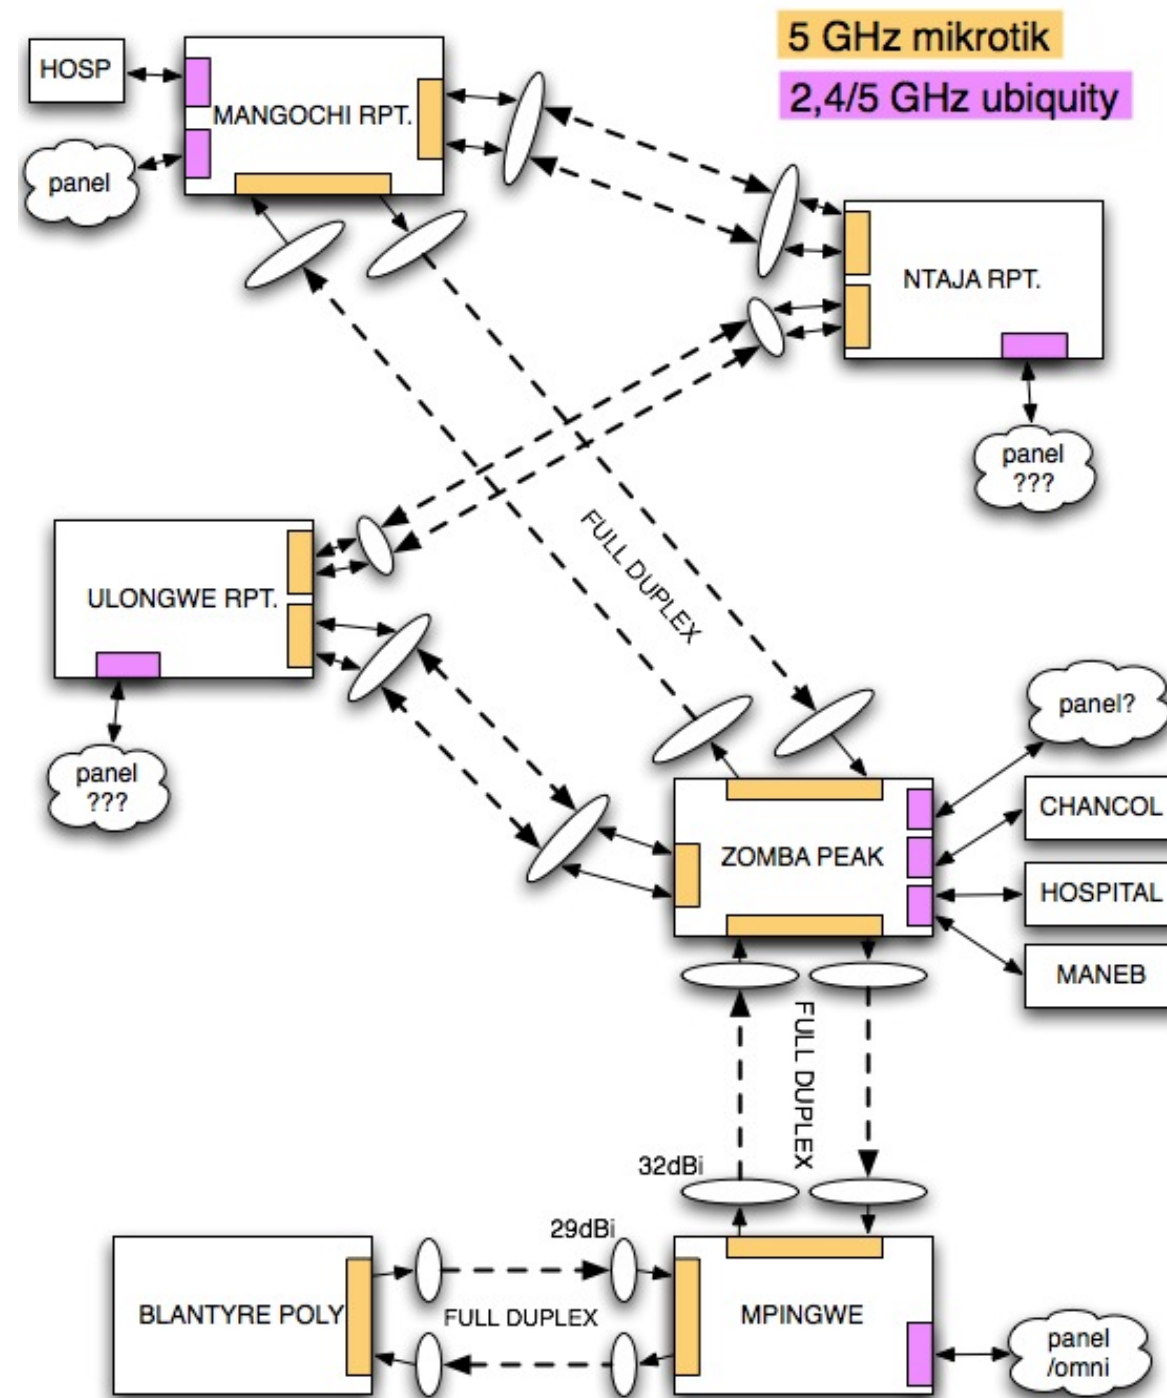 5 GHz mikrotik
2,4/5 GHz ubiquity
HOSP
MANGOCHI RPT.
panel
NTAJA RPT.
panel
???
FULL DUPLEX
ULONGWE RPT.
panel
???
panel?
CHANCOL
ZOMBA PEAK
HOSPITAL
MANEB
FULL DUPLEX
32dBi
29dBi
BLANTYRE POLY
FULL DUPLEX
MPINGWE
panel
/omni